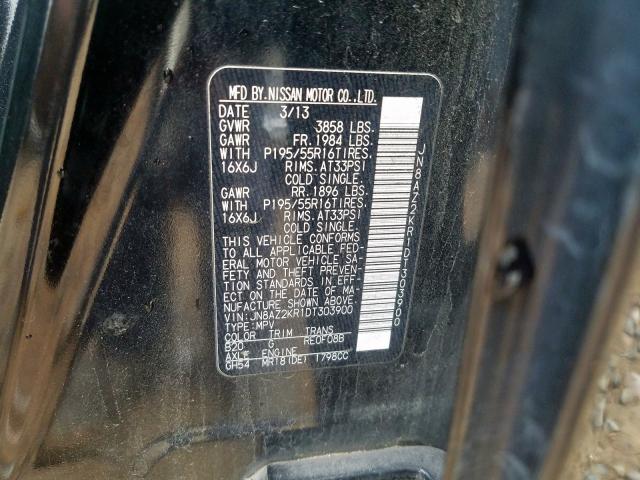 MFD BY.NISSAN MOTOR CO.,LTD.
DATE 3/13
GVWR 3858 LBS.
GAWR FR.1984 LBS.
WITH P195/55R16TIRES.
16X6J RIMS.AT33PSI
COLD SINGLE.
GAWR RR.1896 LBS.
WITH P195/55R16TIRES.
16X6J RIMS.AT33PSI
COLD SINGLE.
THIS VEHICLE CONFORMS
TO ALL APPLICABLE FED-
ERAL MOTOR VEHICLE SA-
FETY AND THEFT PREVEN-
TION STANDARDS IN EFF-
ECT ON THE DATE OF MA-
NUFACTURE SHOWN ABOVE.
VIN:JN8AZ2KR1DT303900
TYPE:MPV
COLOR TRIM TRANS
B20 G RE0F08B
AXLE ENGINE
GH54 MR18(DE) 1798CC
JN8AZ2KR1DT303900